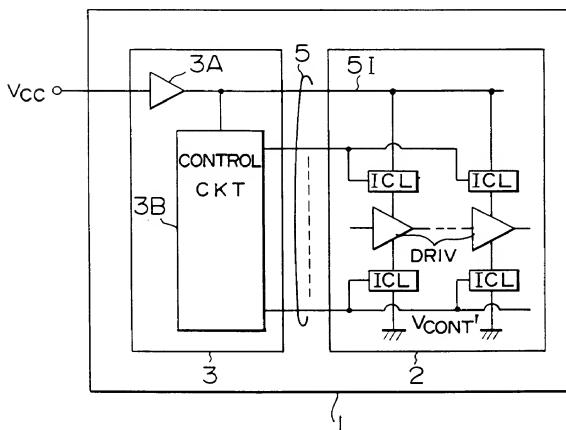 5
3A
5I
VCC
CONTROL
CKT
ICL
ICL
3B
DRIV
ICL
ICL
VCONT'
3
2
1